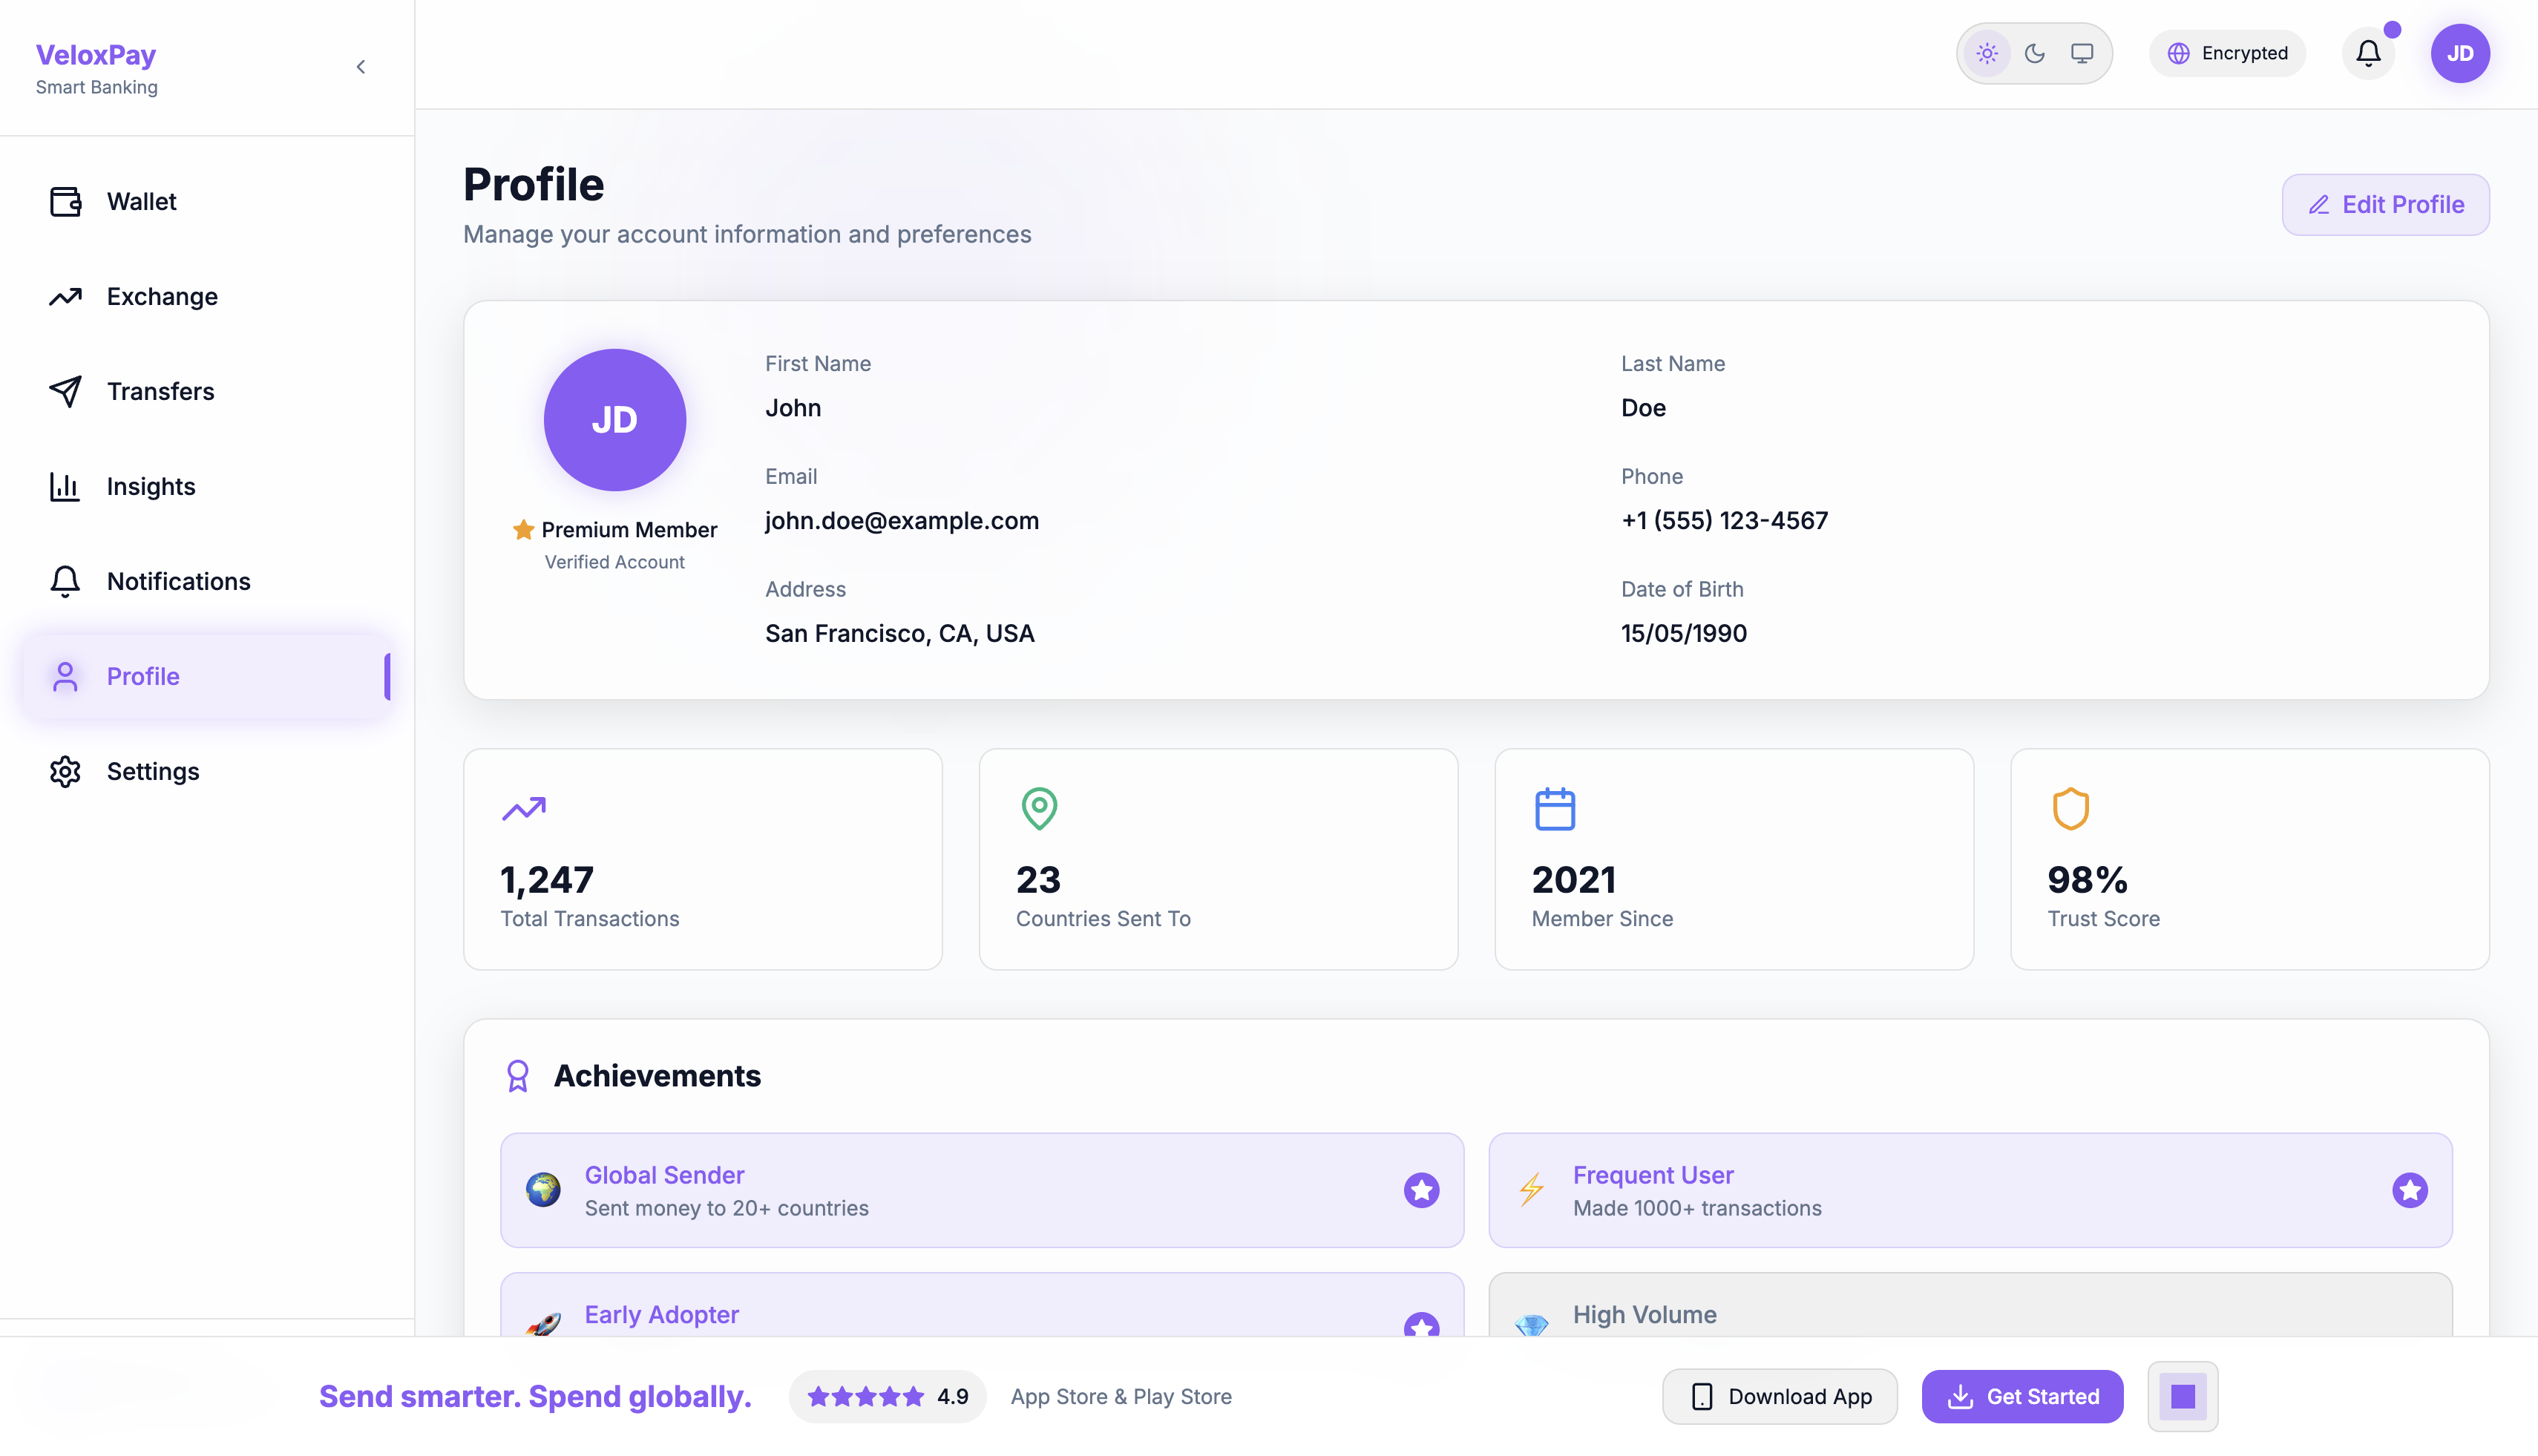 VeloxPay
Smart Banking
Wallet
Exchange
Transfers
Insights
Notifications
Profile
Settings
Encrypted
JD
Profile
Manage your account information and preferences
Edit Profile
JD
Premium Member
Verified Account
First Name
John
Last Name
Doe
Email
john.doe@example.com
Phone
+1 (555) 123-4567
Address
San Francisco, CA, USA
Date of Birth
15/05/1990
1,247
Total Transactions
23
Countries Sent To
2021
Member Since
98%
Trust Score
Achievements
Global Sender
Sent money to 20+ countries
Frequent User
Made 1000+ transactions
Early Adopter
High Volume
Send smarter. Spend globally.
4.9
App Store & Play Store
Download App
Get Started